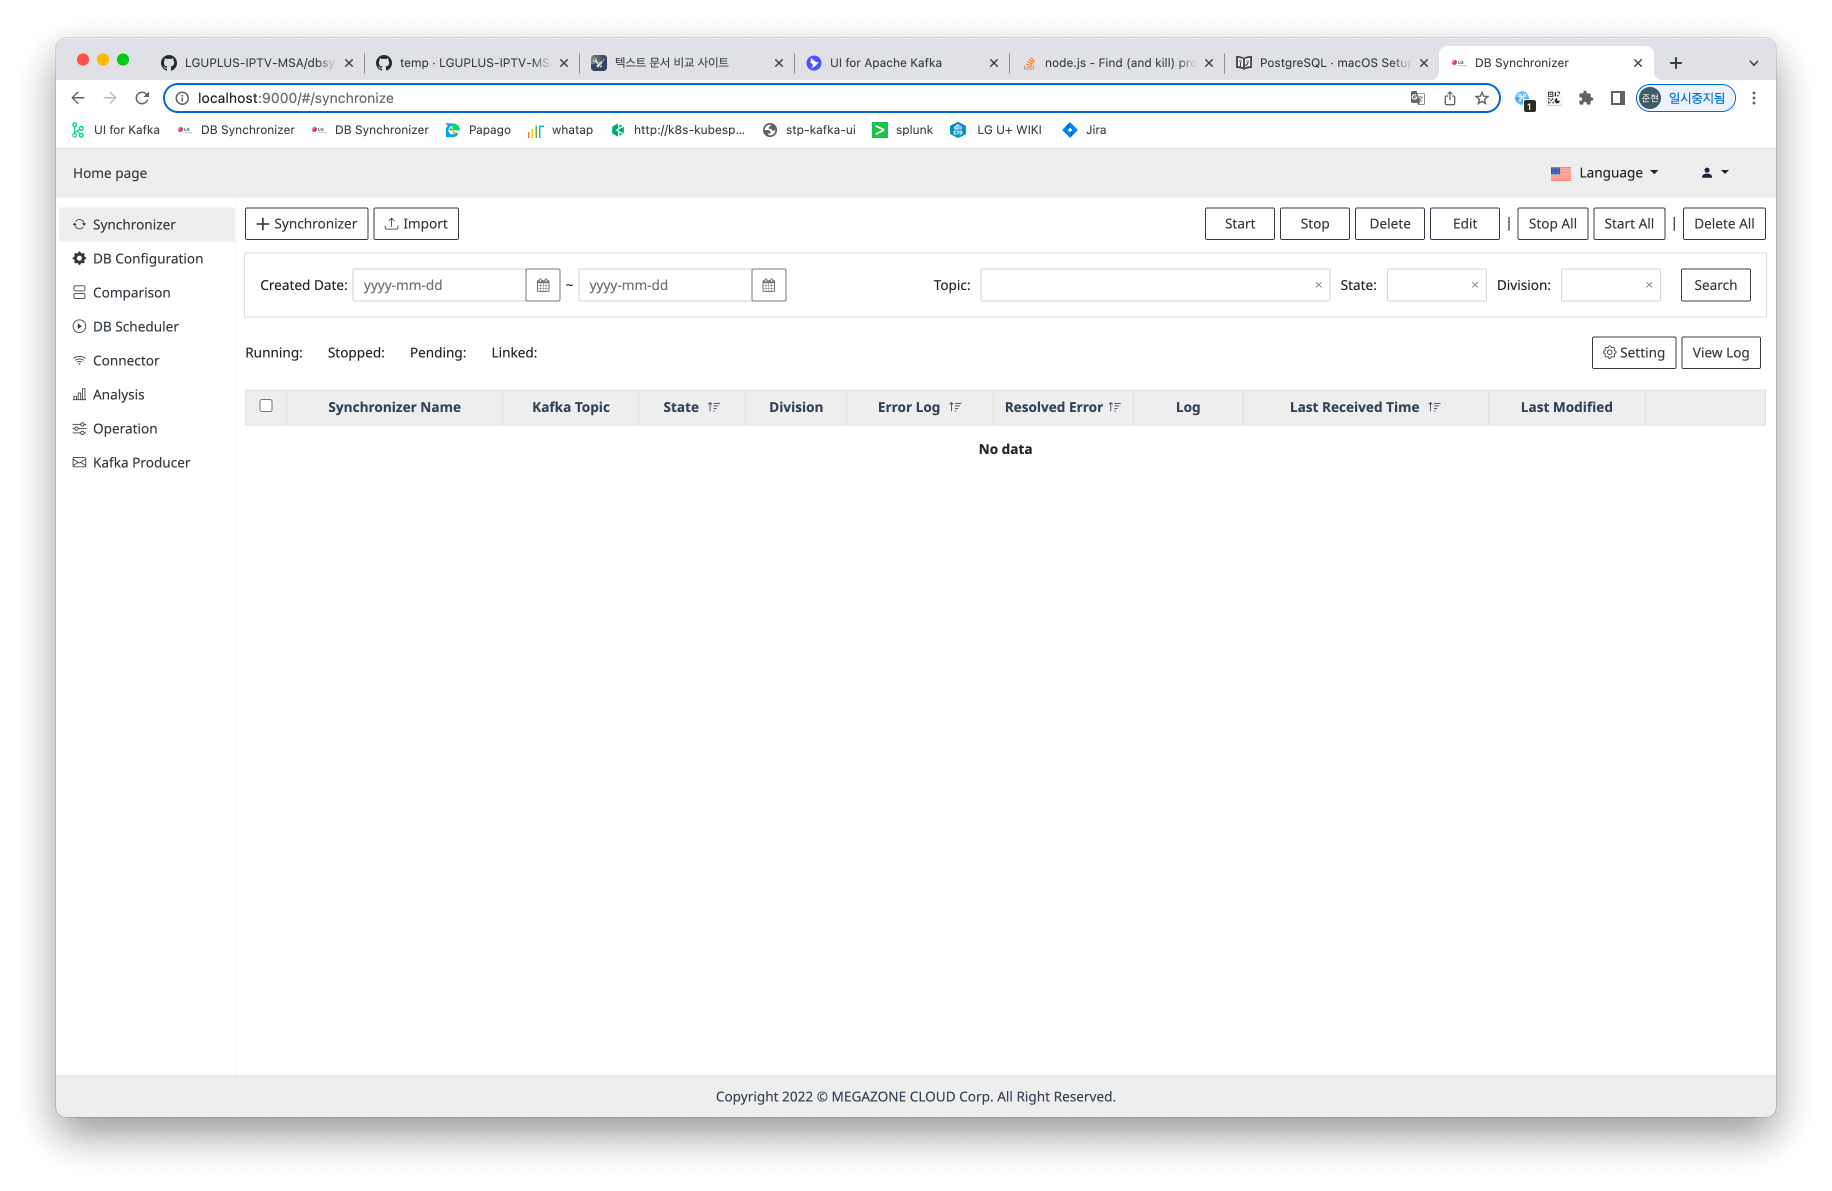 LGUPLUS-IPTV-MSA/dbsy
temp · LGUPLUS-IPTV-MS
텍스트 문서 비교 사이트
UI for Apache Kafka
node.js - Find (and kill) pro
PostgreSQL · macOS Setup
DB Synchronizer
localhost:9000/#/synchronize
1
준현
일시중지됨
UI for Kafka
DB Synchronizer
DB Synchronizer
Papago
whatap
http://k8s-kubesp...
stp-kafka-ui
splunk
LG U+ WIKI
Jira
Home page
Language
Synchronizer
DB Configuration
Comparison
DB Scheduler
Connector
Analysis
Operation
Kafka Producer
+ Synchronizer
Import
Start
Stop
Delete
Edit
|
Stop All
Start All
|
Delete All
Created Date:
yyyy-mm-dd
~
yyyy-mm-dd
Topic:
×
State:
×
Division:
×
Search
Running:
Stopped:
Pending:
Linked:
Setting
View Log
Synchronizer Name
Kafka Topic
State
Division
Error Log
Resolved Error
Log
Last Received Time
Last Modified
No data
Copyright 2022 © MEGAZONE CLOUD Corp. All Right Reserved.